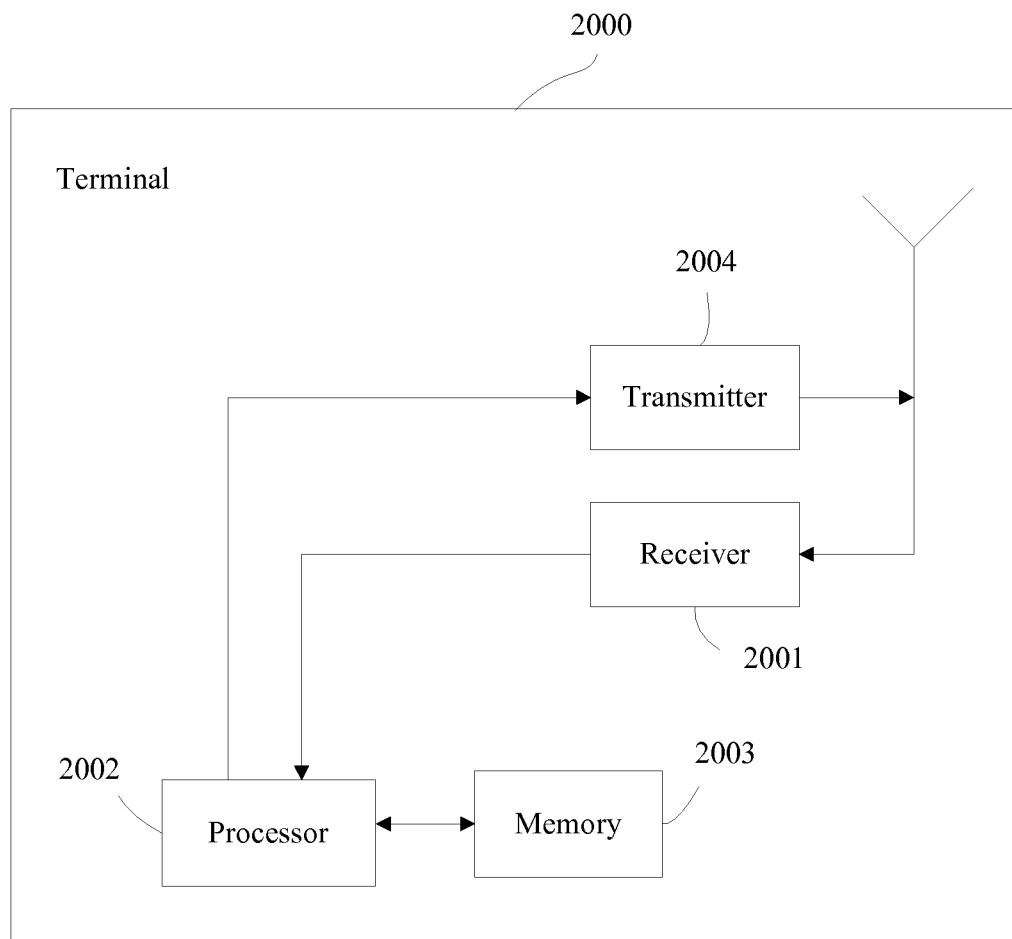 2000
Terminal
2004
Transmitter
Receiver
2001
2002
2003
Processor
Memory